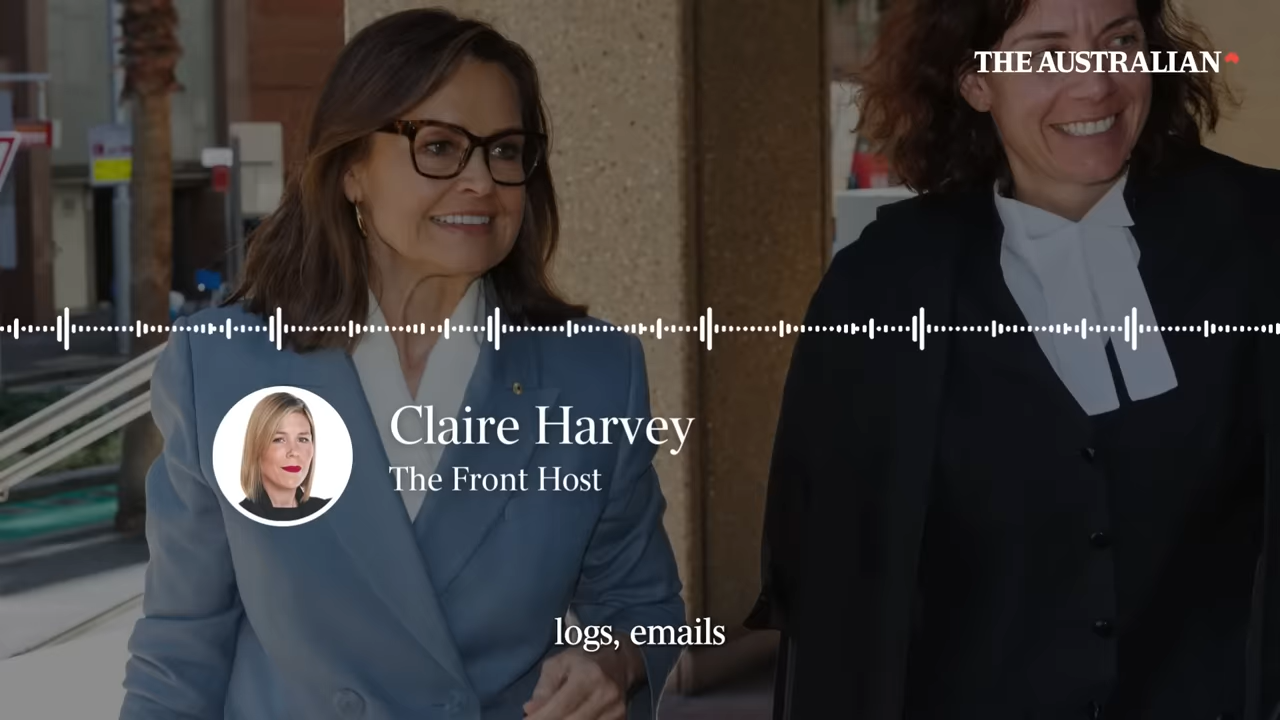 THE AUSTRALIAN
Claire Harvey
The Front Host
logs, emails